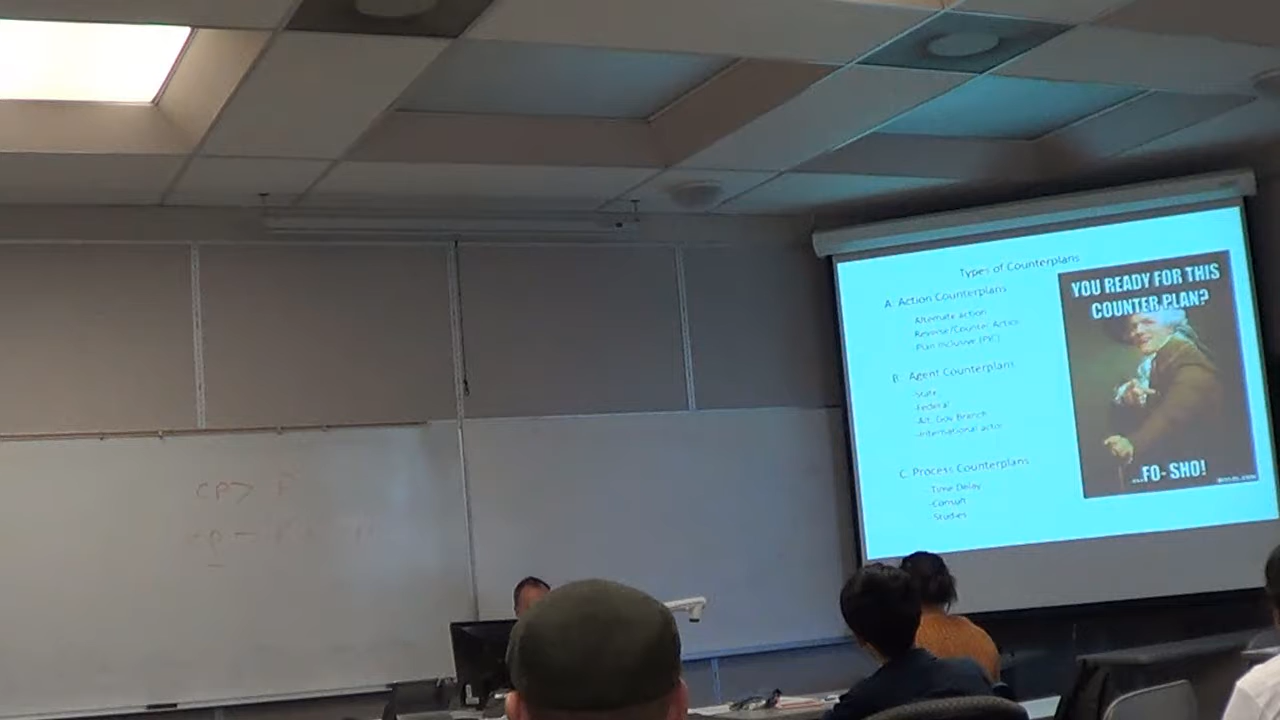 Types of Counterplans
A: Action Counterplans
Alternate action
Reverse/Counter Action
Plan Inclusive (PIC)
B: Agent Counterplans
-State
-Federal
-Alt. Gov Branch
-International actor
C. Process Counterplans
Time Delay
-Consult
-Studies
YOU READY FOR THIS
COUNTER PLAN?
...FO- SHO!
CP>